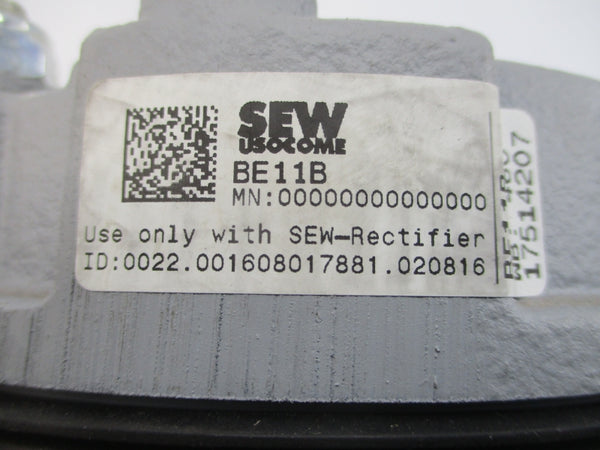 SEW
USOCOME
BE11B
MN:00000000000000
Use only with SEW-Rectifier
ID:0022.001608017881.020816
17514207